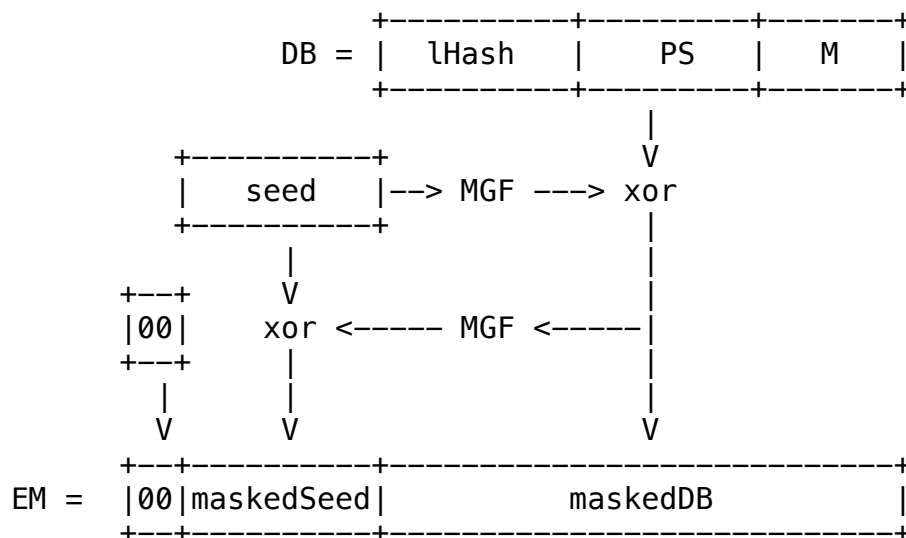 +----------+---------+-------+
                 DB = |  lHash   |    PS   |   M   |
                      +----------+---------+-------+
                                     |
           +----------+              V
           |   seed   |--> MGF ---> xor
           +----------+              |
                 |                   |
        +--+     V                   |
        |00|    xor <----- MGF <-----|
        +--+     |                   |
          |      |                   |
          V      V                   V
        +--+----------+----------------------------+
  EM =  |00|maskedSeed|          maskedDB          |
        +--+----------+----------------------------+